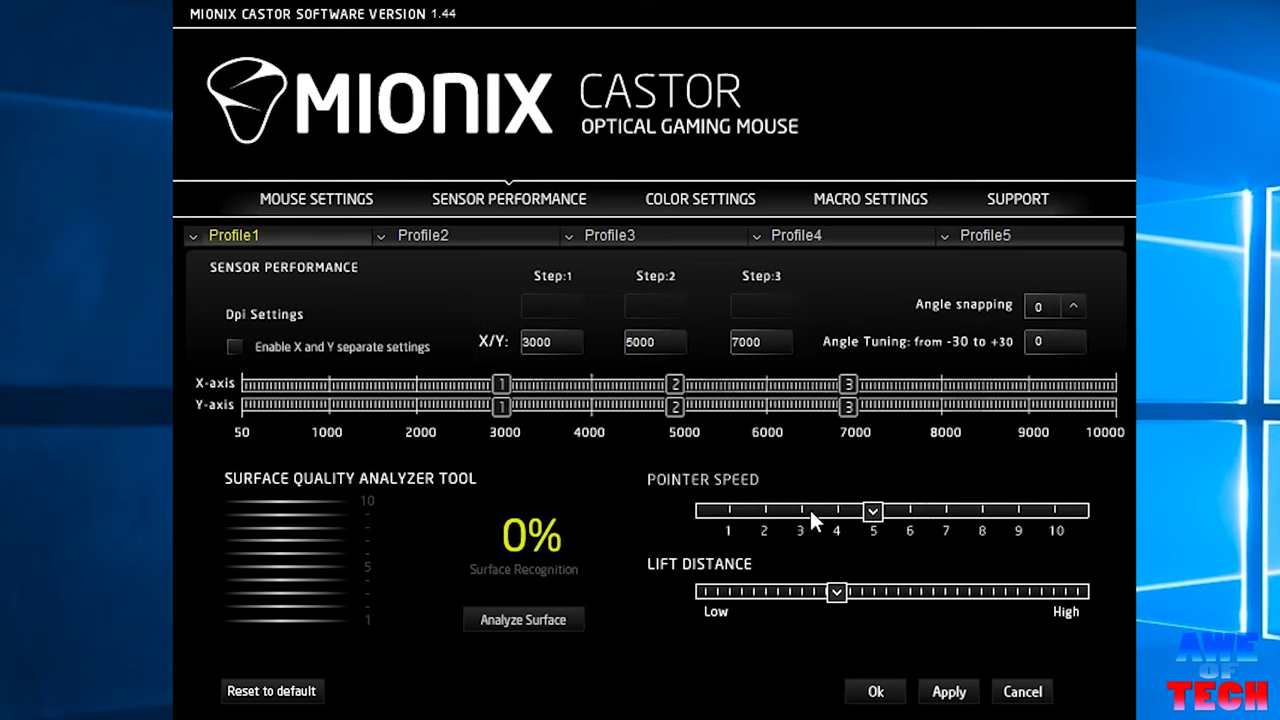 MIONIX CASTOR SOFTWARE VERSION 1.44
MIONIX CASTOR
OPTICAL GAMING MOUSE
MOUSE SETTINGS SENSOR PERFORMANCE COLOR SETTINGS MACRO SETTINGS SUPPORT
Profile1 Profile2 Profile3 Profile4 Profile5
SENSOR PERFORMANCE
Step:1 Step:2 Step:3
Dpi Settings
Angle snapping 0
Enable X and Y separate settings
X/Y: 3000 5000 7000
Angle Tuning: from -30 to +30 0
X-axis 1 2 3
Y-axis 1 2 3
50 1000 2000 3000 4000 5000 6000 7000 8000 9000 10000
SURFACE QUALITY ANALYZER TOOL
10
5
1
0%
Surface Recognition
Analyze Surface
POINTER SPEED
1 2 3 4 5 6 7 8 9 10
LIFT DISTANCE
Low High
Reset to default
Ok Apply Cancel
AWE
OF
TECH